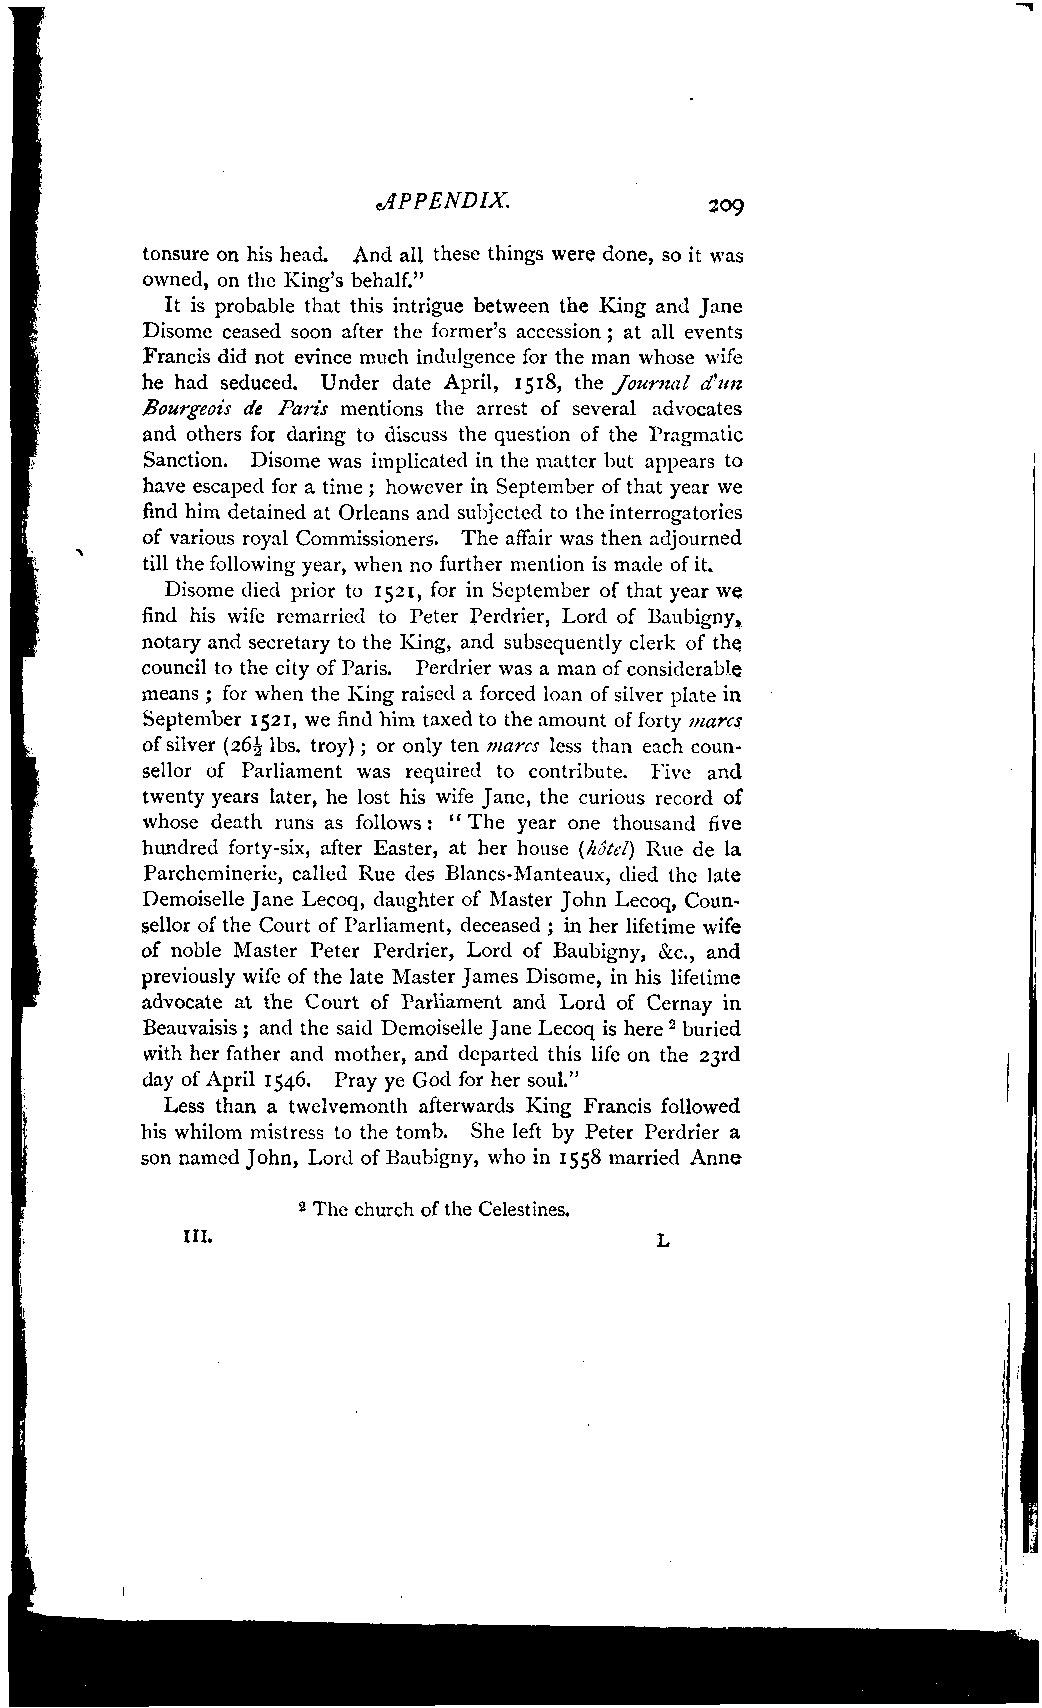 APPENDIX. 209
tonsure on his head. And all these things were done, so it was
owned, on the King's behalf."
It is probable that this intrigue between the King and Jane
Disome ceased soon after the former's accession ; at all events
Francis did not evince much indulgence for the man whose wife
he had seduced. Under date April, 1518, the Journal d'un
Bourgeois de Paris mentions the arrest of several advocates
and others for daring to discuss the question of the Pragmatic
Sanction. Disome was implicated in the matter but appears to
have escaped for a time ; however in September of that year we
find him detained at Orleans and subjected to the interrogatories
of various royal Commissioners. The affair was then adjourned
till the following year, when no further mention is made of it.
Disome died prior to 1521, for in September of that year we
find his wife remarried to Peter Perdrier, Lord of Baubigny,
notary and secretary to the King, and subsequently clerk of the
council to the city of Paris. Perdrier was a man of considerable
means ; for when the King raised a forced loan of silver plate in
September 1521, we find him taxed to the amount of forty marcs
of silver (26½ lbs. troy) ; or only ten marcs less than each coun-
sellor of Parliament was required to contribute. Five and
twenty years later, he lost his wife Jane, the curious record of
whose death runs as follows : "The year one thousand five
hundred forty-six, after Easter, at her house (hôtel) Rue de la
Parcheminerie, called Rue des Blancs-Manteaux, died the late
Demoiselle Jane Lecoq, daughter of Master John Lecoq, Coun-
sellor of the Court of Parliament, deceased ; in her lifetime wife
of noble Master Peter Perdrier, Lord of Baubigny, &c., and
previously wife of the late Master James Disome, in his lifetime
advocate at the Court of Parliament and Lord of Cernay in
Beauvaisis ; and the said Demoiselle Jane Lecoq is here ² buried
with her father and mother, and departed this life on the 23rd
day of April 1546. Pray ye God for her soul."
Less than a twelvemonth afterwards King Francis followed
his whilom mistress to the tomb. She left by Peter Perdrier a
son named John, Lord of Baubigny, who in 1558 married Anne
² The church of the Celestines.
III. L